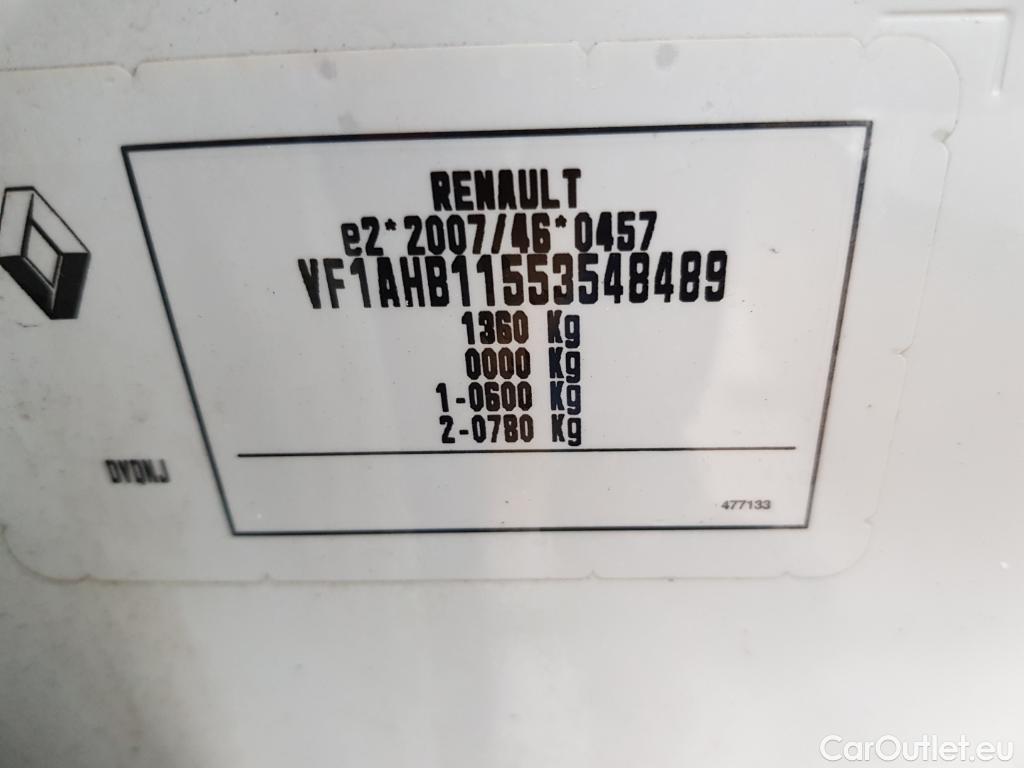 RENAULT
e2*2007/46*0457
VF1AHB11553548489
1360 Kg
0000 Kg
1-0600 Kg
2-0780 Kg
DVQNJ
477133
CarOutlet.eu